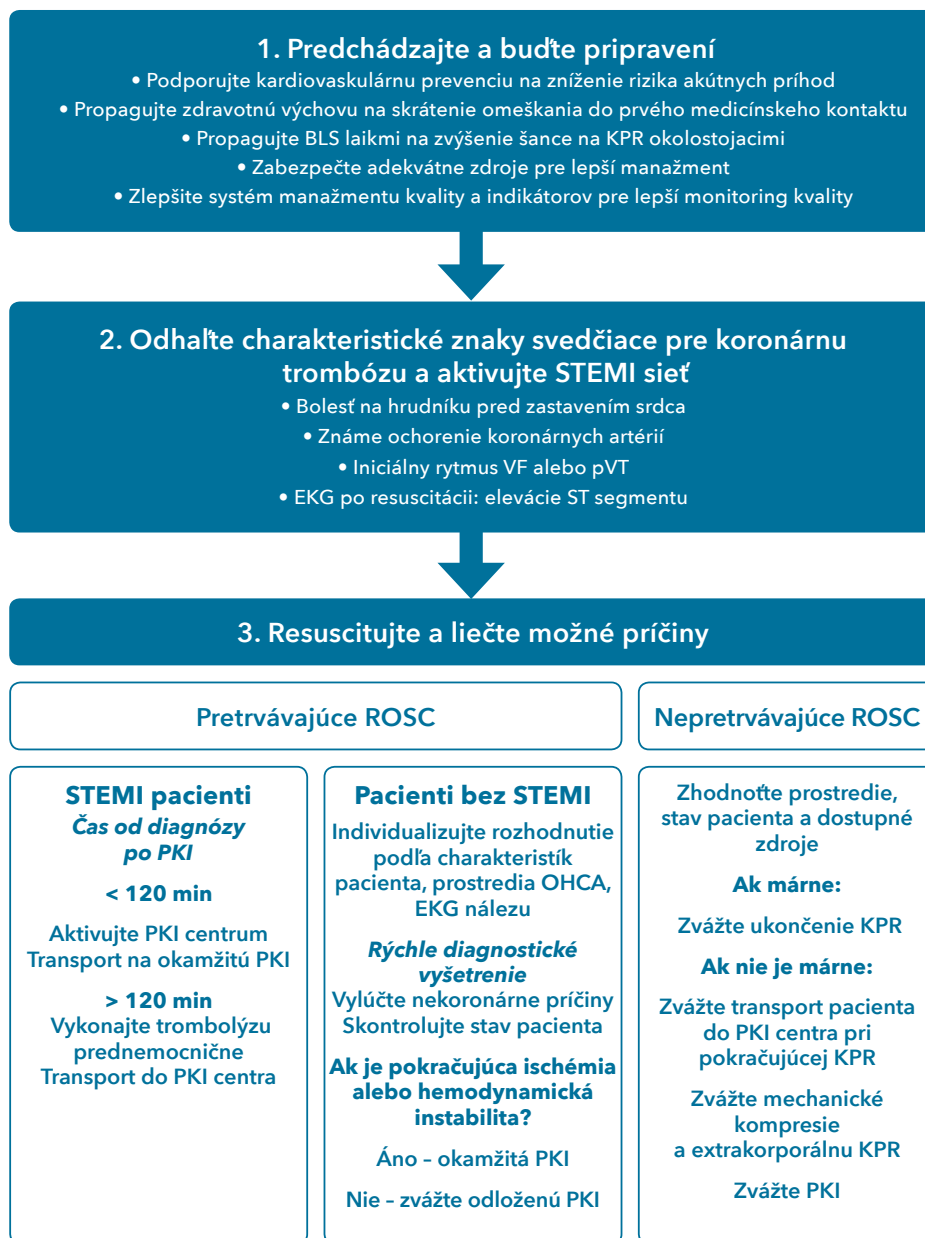 1. Predchádzajte a buďte pripravení
• Podporujte kardiovaskulárnu prevenciu na zníženie rizika akútnych príhod
• Propagujte zdravotnú výchovu na skrátenie omeškania do prvého medicínskeho kontaktu
• Propagujte BLS laikmi na zvýšenie šance na KPR okolostojacimi
• Zabezpečte adekvátne zdroje pre lepší manažment
• Zlepšite systém manažmentu kvality a indikátorov pre lepší monitoring kvality
2. Odhaľte charakteristické znaky svedčiace pre koronárnu
trombózu a aktivujte STEMI sieť
• Bolesť na hrudníku pred zastavením srdca
• Známe ochorenie koronárnych artérií
• Iniciálny rytmus VF alebo pVT
• EKG po resuscitácii: elevácie ST segmentu
3. Resuscitujte a liečte možné príčiny
Pretrvávajúce ROSC
Nepretrvávajúce ROSC
STEMI pacienti
Čas od diagnózy
po PKI
< 120 min
Aktivujte PKI centrum
Transport na okamžitú PKI
> 120 min
Vykonajte trombolýzu
prednemocnične
Transport do PKI centra
Pacienti bez STEMI
Individualizujte rozhodnutie
podľa charakteristík
pacienta, prostredia OHCA,
EKG nálezu
Rýchle diagnostické
vyšetrenie
Vylúčte nekoronárne príčiny
Skontrolujte stav pacienta
Ak je pokračujúca ischémia
alebo hemodynamická
instabilita?
Áno – okamžitá PKI
Nie – zvážte odloženú PKI
Zhodnoťte prostredie,
stav pacienta a dostupné
zdroje
Ak márne:
Zvážte ukončenie KPR
Ak nie je márne:
Zvážte transport pacienta
do PKI centra pri
pokračujúcej KPR
Zvážte mechanické
kompresie
a extrakorporálnu KPR
Zvážte PKI